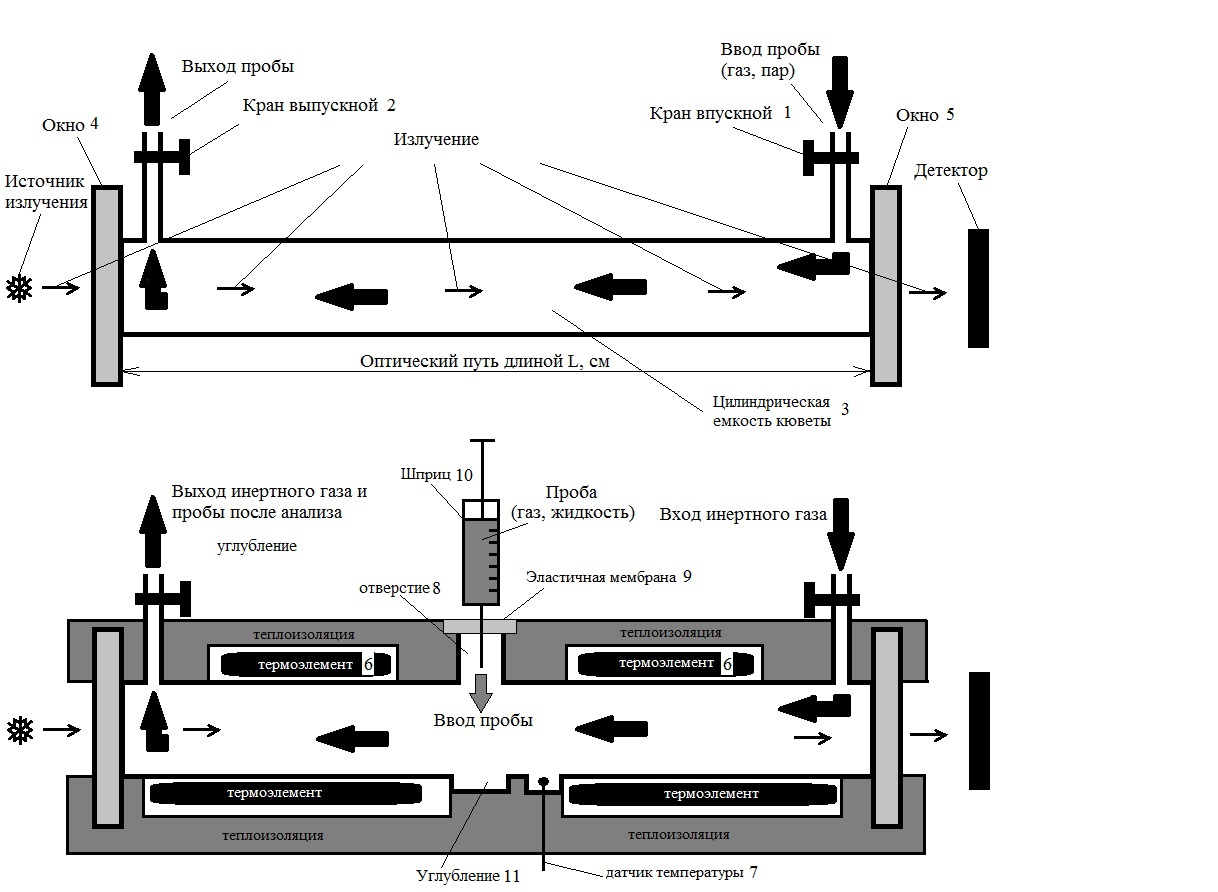 Ввод пробы
(газ, пар)
Выход пробы
Кран выпускной 2
Кран впускной 1
Окно 4
Окно 5
Излучение
Детектор
Источник
излучения
Оптический путь длиной L, см
Цилиндрическая
емкость кюветы 3
Шприц 10
Выход инертного газа и
пробы после анализа
Проба
(газ, жидкость)
Вход инертного газа
углубление
отверстие 8
Эластичная мембрана 9
теплоизоляция
теплоизоляция
термоэлемент 6
термоэлемент 6
Ввод пробы
термоэлемент
термоэлемент
теплоизоляция
теплоизоляция
Углубление 11
датчик температуры 7